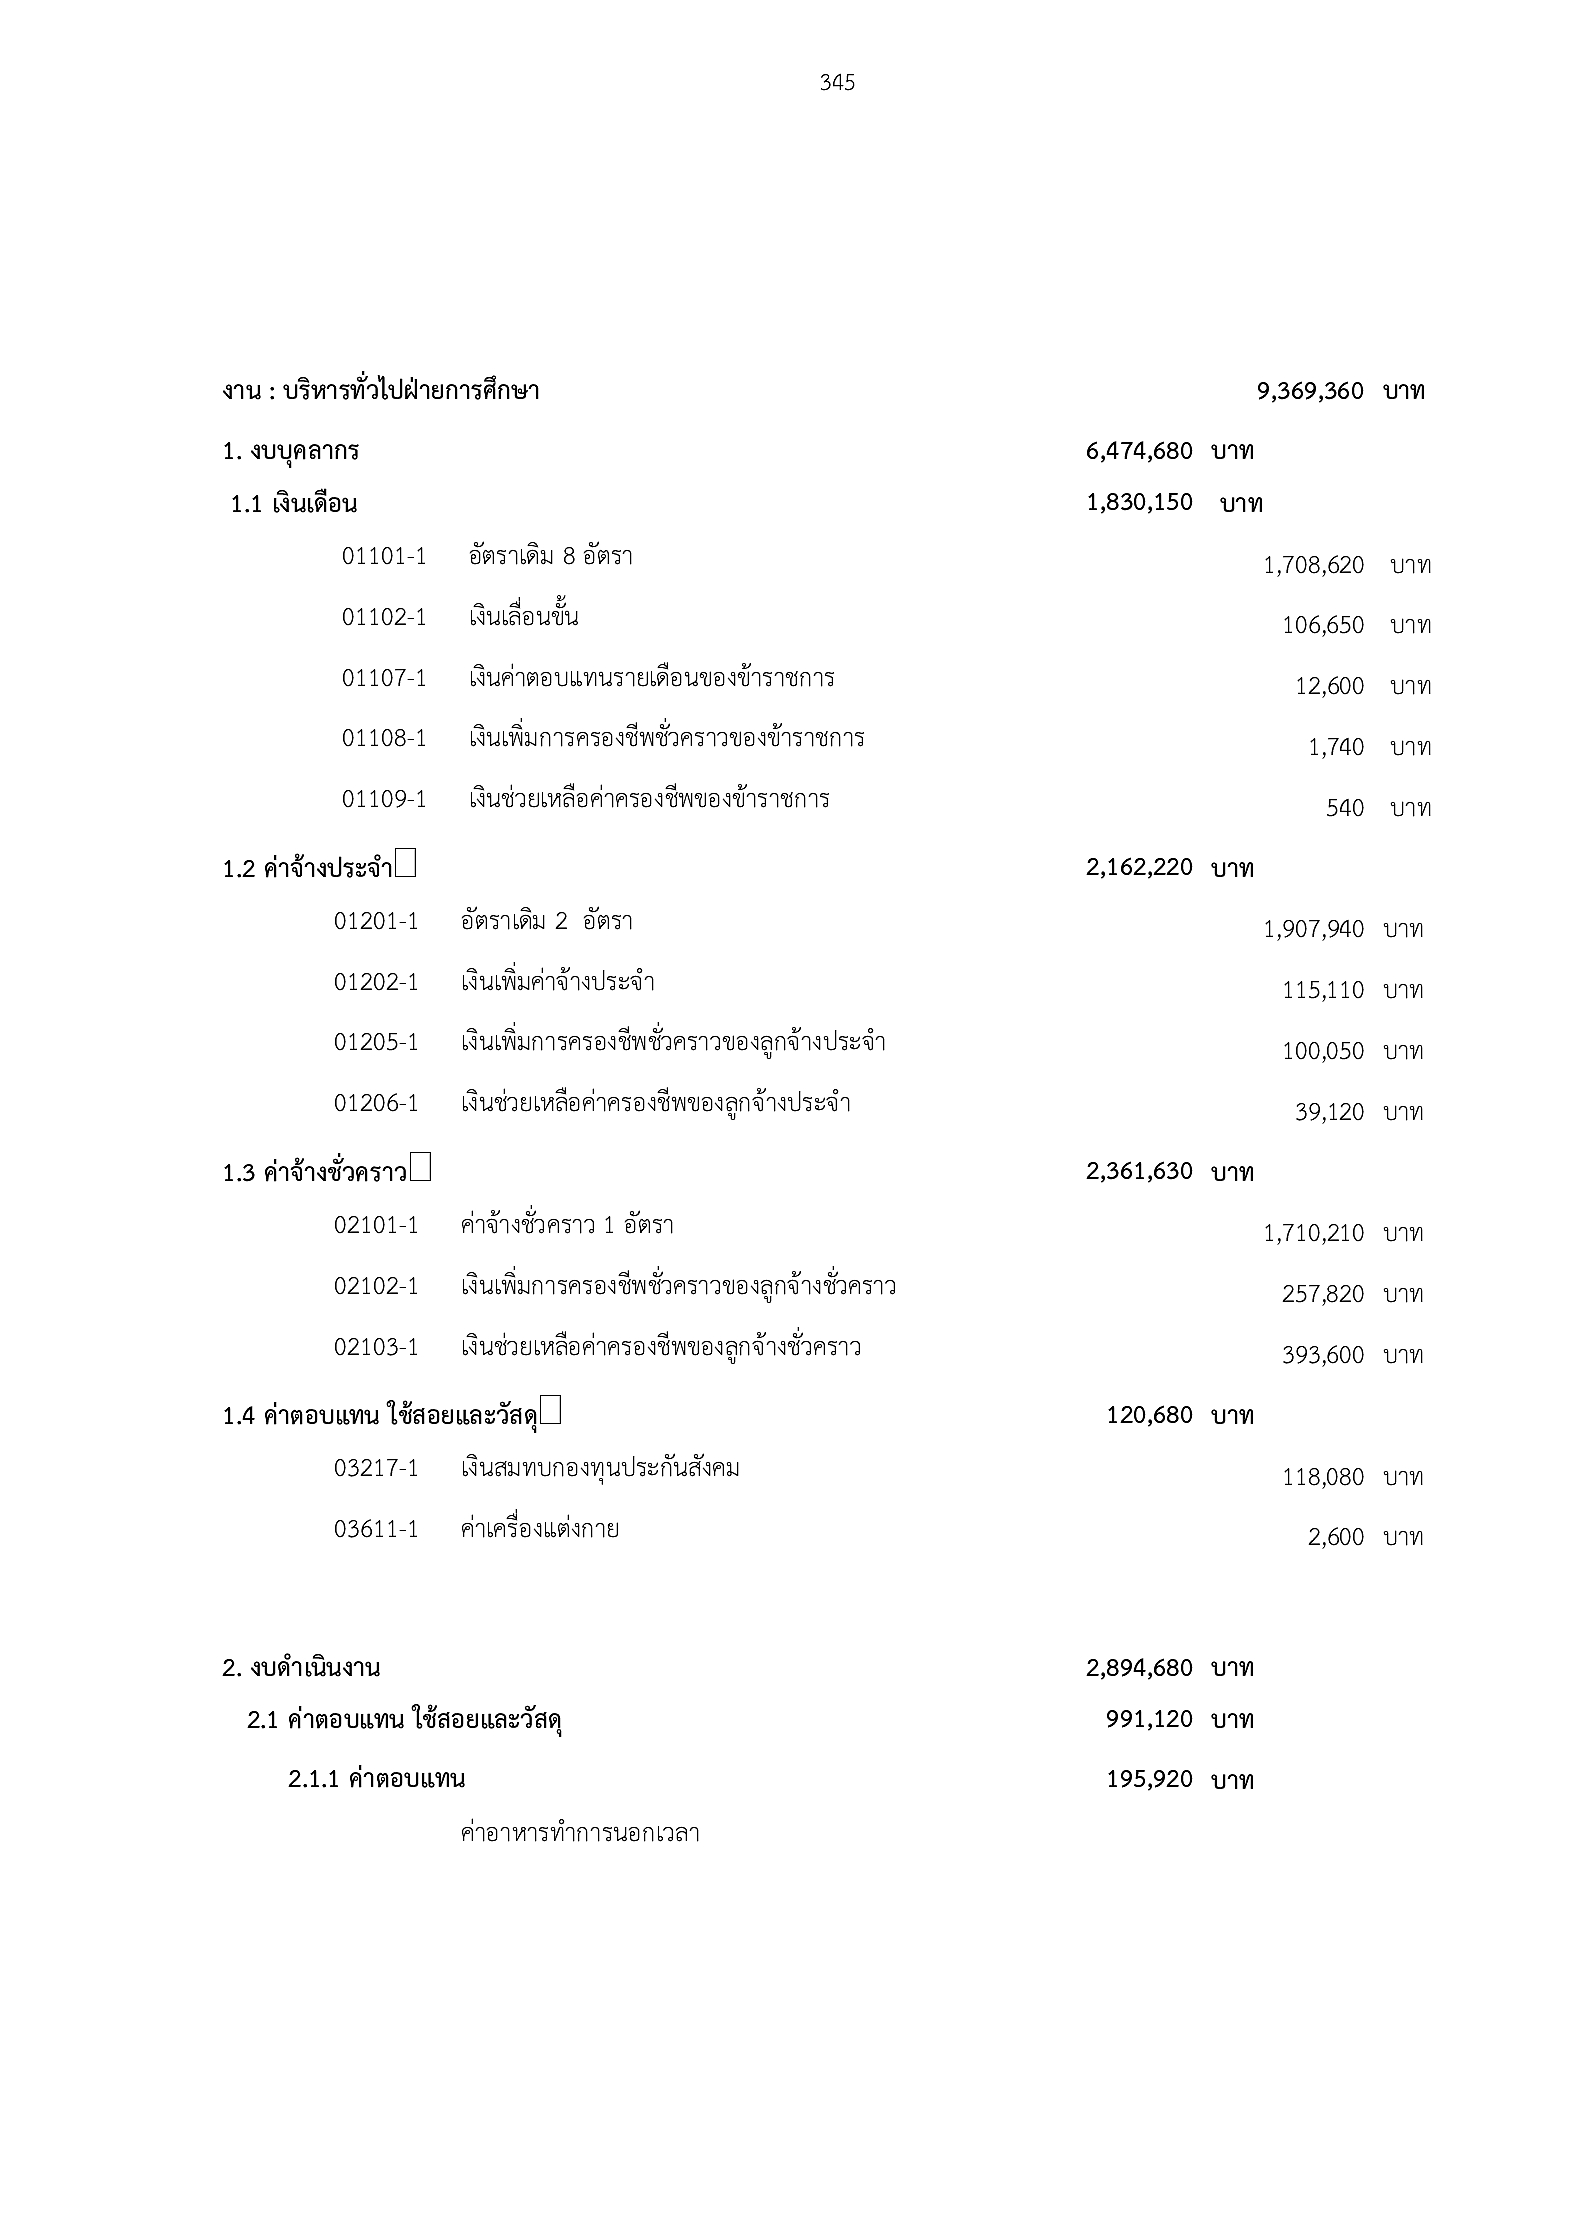 345
งาน : บริหารทั่วไปฝ่ายการศึกษา 9,369,360 บาท
1. งบบุคลากร 6,474,680 บาท
1.1 เงินเดือน 1,830,150 บาท
01101-1 อัตราเดิม 8 อัตรา 1,708,620 บาท
01102-1 เงินเลื่อนขั้น 106,650 บาท
01107-1 เงินค่าตอบแทนรายเดือนของข้าราชการ 12,600 บาท
01108-1 เงินเพิ่มการครองชีพชั่วคราวของข้าราชการ 1,740 บาท
01109-1 เงินช่วยเหลือค่าครองชีพของข้าราชการ 540 บาท
1.2 ค่าจ้างประจำ 2,162,220 บาท
01201-1 อัตราเดิม 2 อัตรา 1,907,940 บาท
01202-1 เงินเพิ่มค่าจ้างประจำ 115,110 บาท
01205-1 เงินเพิ่มการครองชีพชั่วคราวของลูกจ้างประจำ 100,050 บาท
01206-1 เงินช่วยเหลือค่าครองชีพของลูกจ้างประจำ 39,120 บาท
1.3 ค่าจ้างชั่วคราว 2,361,630 บาท
02101-1 ค่าจ้างชั่วคราว 1 อัตรา 1,710,210 บาท
02102-1 เงินเพิ่มการครองชีพชั่วคราวของลูกจ้างชั่วคราว 257,820 บาท
02103-1 เงินช่วยเหลือค่าครองชีพของลูกจ้างชั่วคราว 393,600 บาท
1.4 ค่าตอบแทน ใช้สอยและวัสดุ 120,680 บาท
03217-1 เงินสมทบกองทุนประกันสังคม 118,080 บาท
03611-1 ค่าเครื่องแต่งกาย 2,600 บาท
2. งบดำเนินงาน 2,894,680 บาท
2.1 ค่าตอบแทน ใช้สอยและวัสดุ 991,120 บาท
2.1.1 ค่าตอบแทน 195,920 บาท
ค่าอาหารทำการนอกเวลา